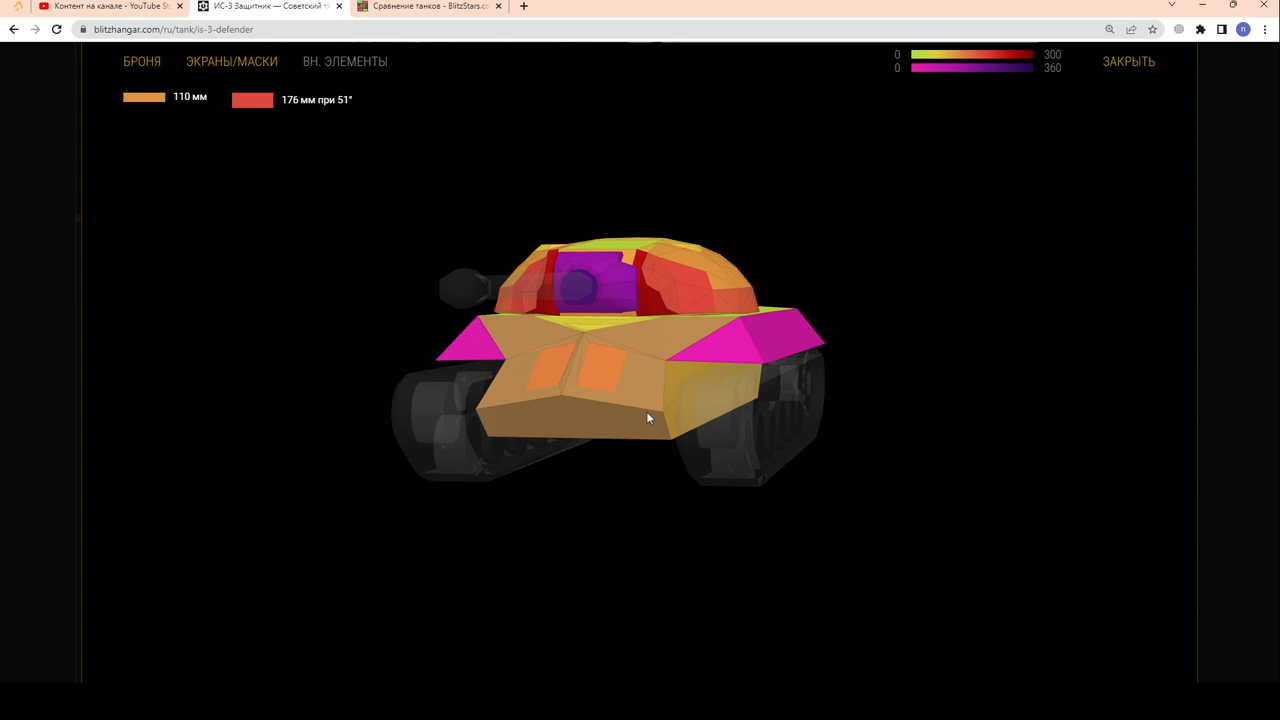 Контент на канале - YouTube St
ИС-3 Защитник — Советский т
Сравнение танков - BlitzStars.co
blitzhangar.com/ru/tank/is-3-defender
n
БРОНЯ
ЭКРАНЫ/МАСКИ
ВН. ЭЛЕМЕНТЫ
0
300
0
360
ЗАКРЫТЬ
110 мм
176 мм при 51°